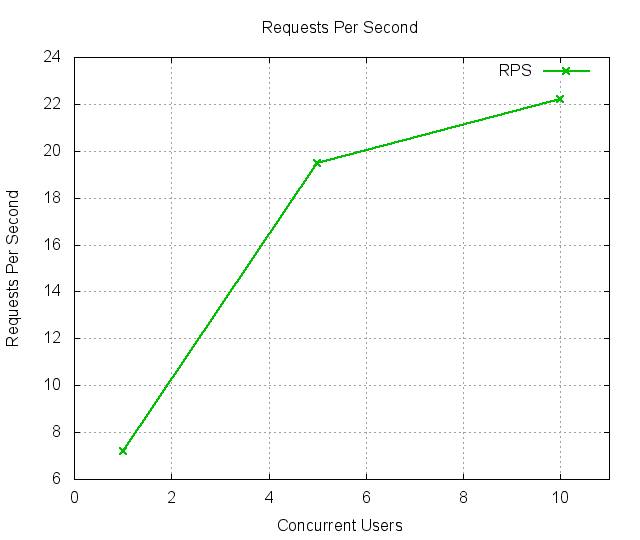 Requests Per Second
RPS
24
22
20
18
16
14
12
10
8
6
Requests Per Second
0 2 4 6 8 10
Concurrent Users